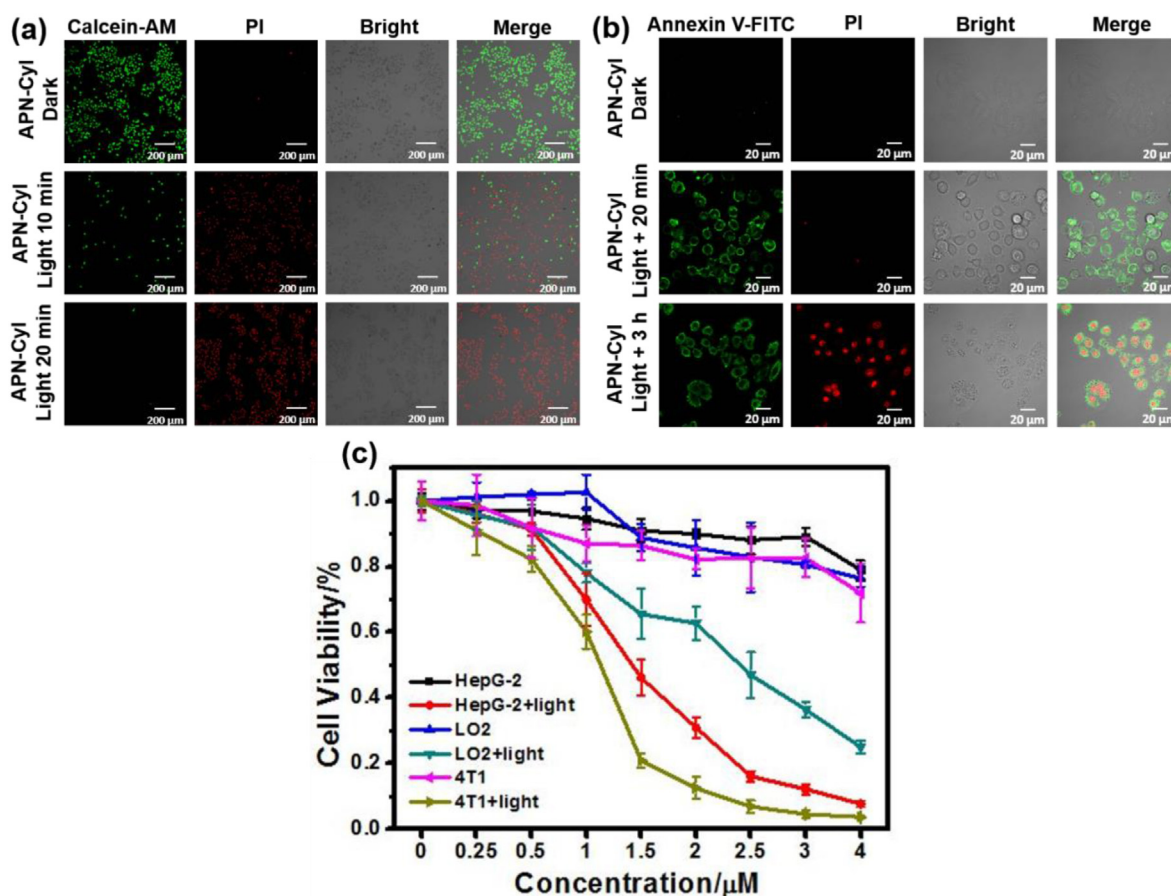 (a) Calcein-AM PI Bright Merge
APN-Cyl
Dark
200 μm 200 μm 200 μm 200 μm
APN-Cyl
Light 10 min
200 μm 200 μm 200 μm 200 μm
APN-Cyl
Light 20 min
200 μm 200 μm 200 μm 200 μm
(b) Annexin V-FITC PI Bright Merge
APN-Cyl
Dark
20 μm 20 μm 20 μm 20 μm
APN-Cyl
Light + 20 min
20 μm 20 μm 20 μm 20 μm
APN-Cyl
Light + 3 h
20 μm 20 μm 20 μm 20 μm
(c)
Cell Viability/%
1.0
0.8
0.6
0.4
0.2
0.0
HepG-2
HepG-2+light
LO2
LO2+light
4T1
4T1+light
0 0.25 0.5 1 1.5 2 2.5 3 4
Concentration/μM